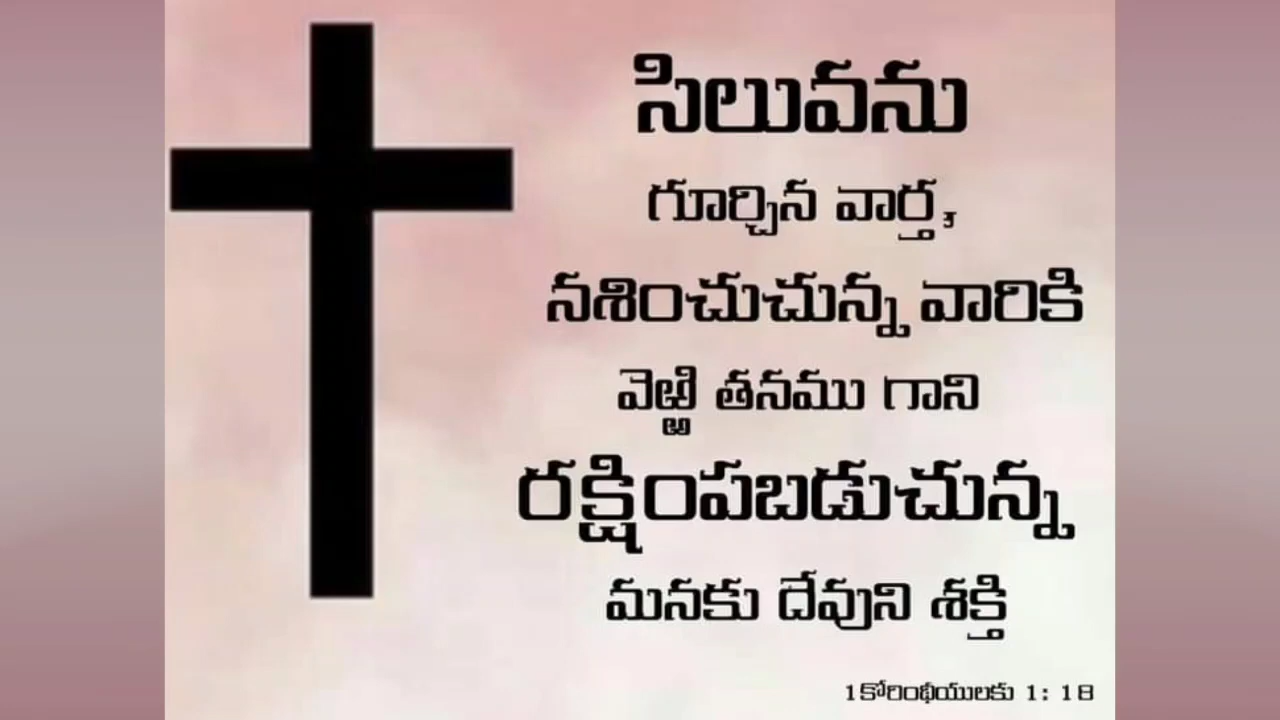 సిలువను
గూర్చిన వార్త,
నశించుచున్న వారికి
వెఱ్ఱి తనము గాని
రక్షింపబడుచున్న
మనకు దేవుని శక్తి
1కోరింథీయులకు 1: 18